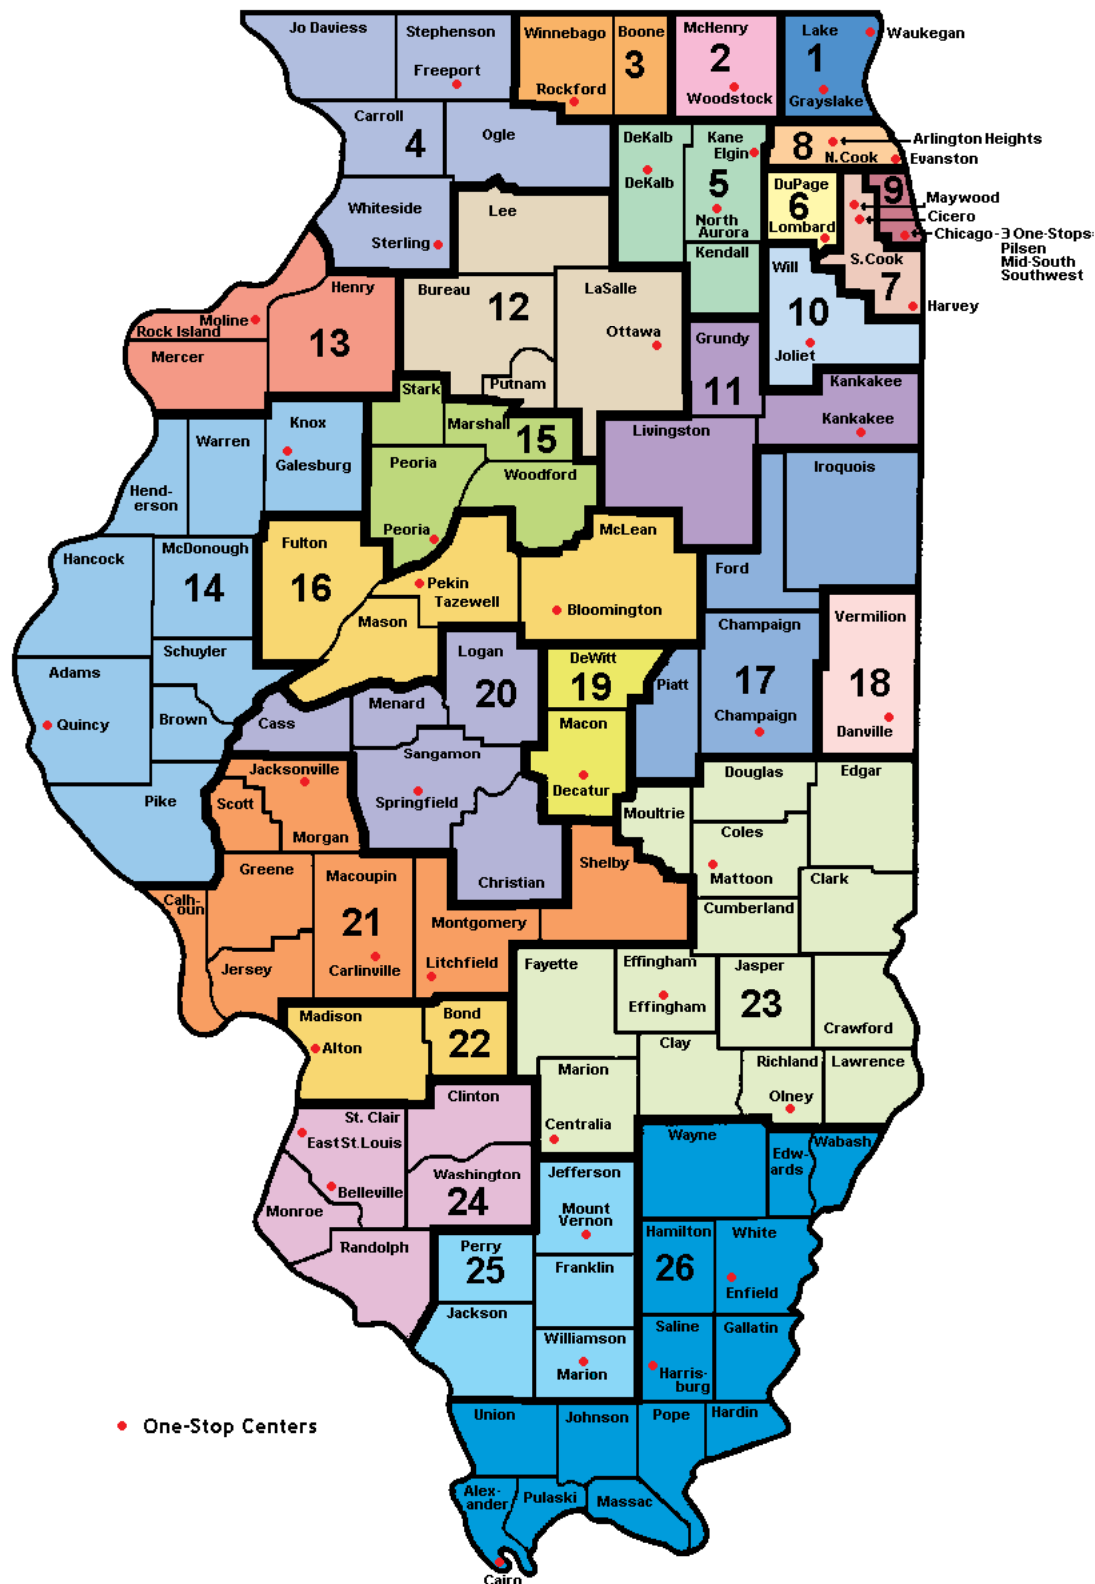 Jo Daviess
Stephenson
Freeport
Winnebago
Rockford
Boone
3
McHenry
2
Woodstock
Lake
1
Grayslake
Waukegan
Carroll
4
Ogle
DeKalb
DeKalb
Kane
Elgin
5
North
Aurora
Kendall
8
N.Cook
Arlington Heights
Evanston
DuPage
6
Lombard
9
Maywood
Cicero
Chicago-3 One-Stops=
Pilsen
Mid-South
Southwest
S.Cook
7
Harvey
Whiteside
Sterling
Lee
Will
10
Joliet
Henry
13
Moline
Rock Island
Mercer
Bureau
12
LaSalle
Ottawa
Putnam
Grundy
11
Kankakee
Kankakee
Livingston
Stark
Marshall
15
Peoria
Woodford
Peoria
Knox
Galesburg
Warren
Hend-
erson
Iroquois
Ford
Hancock
McDonough
14
Fulton
16
McLean
Pekin
Tazewell
Bloomington
Mason
Schuyler
Adams
Quincy
Brown
Logan
20
DeWitt
19
Macon
Decatur
Piatt
Champaign
17
Champaign
Vermilion
18
Danville
Cass
Menard
Sangamon
Springfield
Christian
Pike
Jacksonville
Scott
Morgan
Greene
Macoupin
21
Carlinville
Calh-
oun
Jersey
Montgomery
Litchfield
Shelby
Moultrie
Douglas
Edgar
Coles
Mattoon
Clark
Cumberland
Fayette
Effingham
Effingham
Jasper
23
Crawford
Clay
Richland
Olney
Lawrence
Marion
Centralia
Madison
Alton
Bond
22
Clinton
St. Clair
East St. Louis
Belleville
Washington
24
Monroe
Randolph
Wayne
Edw-
ards
Wabash
Jefferson
Mount
Vernon
Perry
25
Franklin
Hamilton
26
White
Enfield
Jackson
Williamson
Marion
Saline
Harris-
burg
Gallatin
One-Stop Centers
Union
Johnson
Pope
Hardin
Alex-
ander
Pulaski
Massac
Cairo